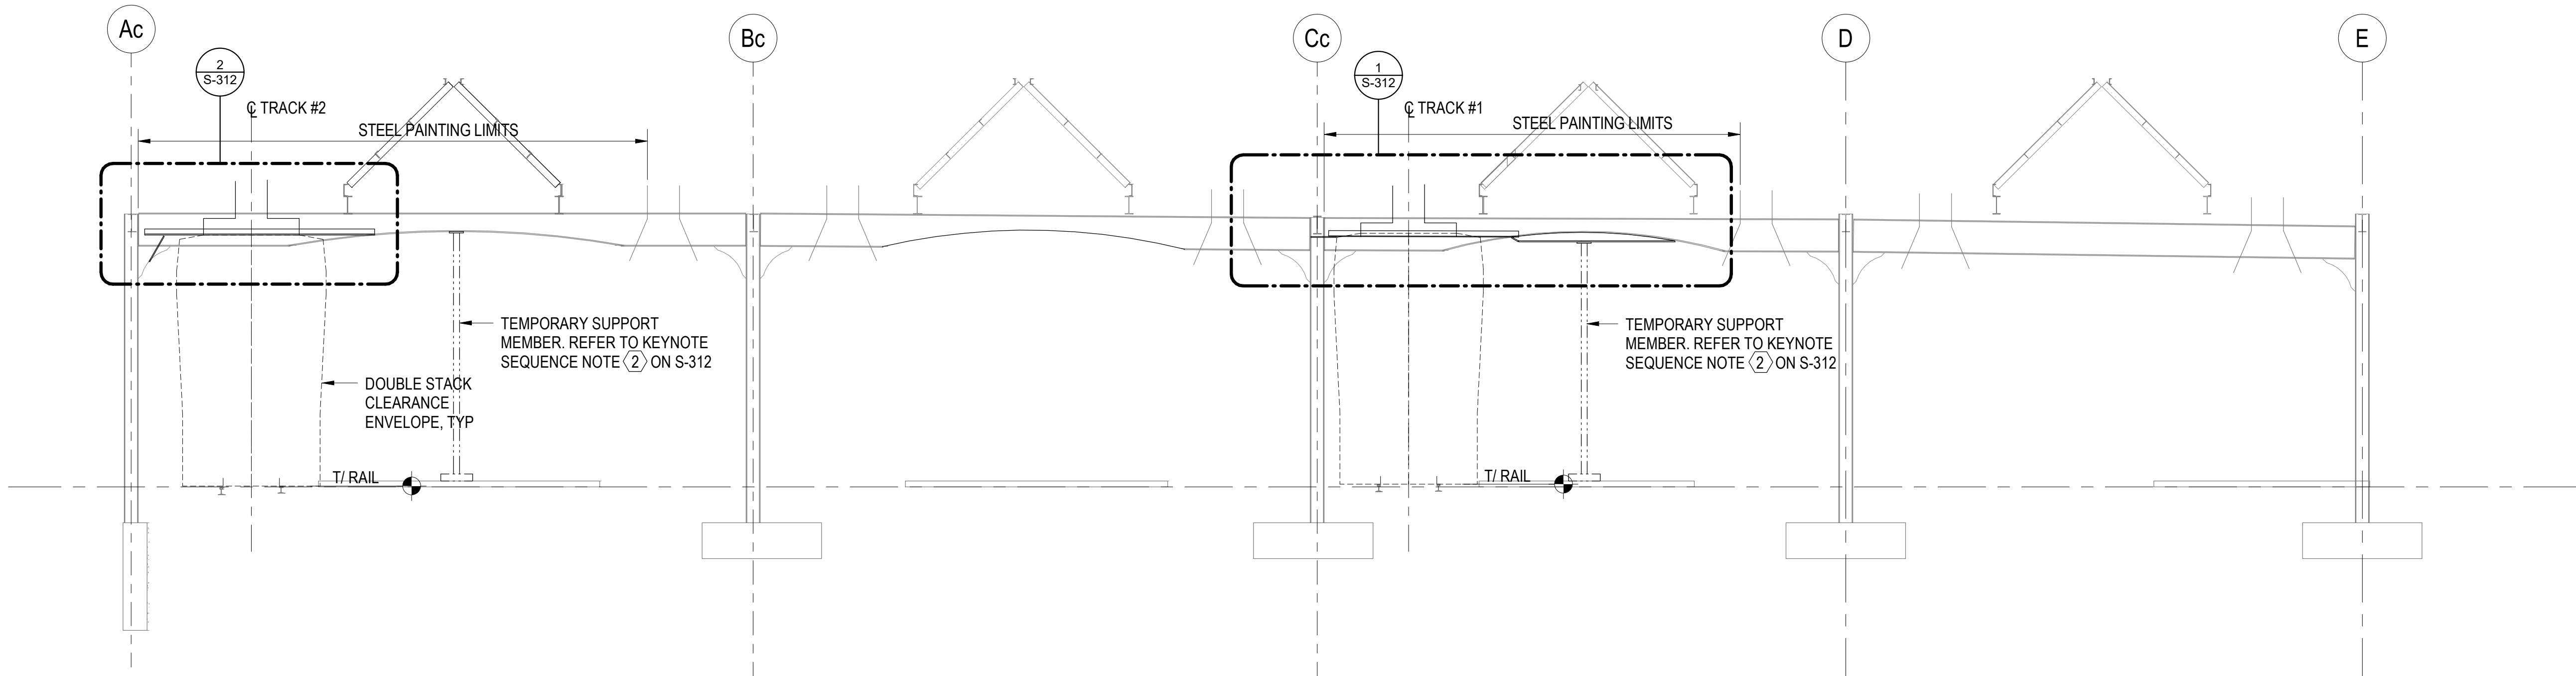 Ac
Bc
Cc
D
E
2
S-312
1
S-312
℄ TRACK #2
STEEL PAINTING LIMITS
℄ TRACK #1
STEEL PAINTING LIMITS
TEMPORARY SUPPORT
MEMBER. REFER TO KEYNOTE
SEQUENCE NOTE 2 ON S-312
TEMPORARY SUPPORT
MEMBER. REFER TO KEYNOTE
SEQUENCE NOTE 2 ON S-312
DOUBLE STACK
CLEARANCE
ENVELOPE, TYP
T/ RAIL
T/ RAIL